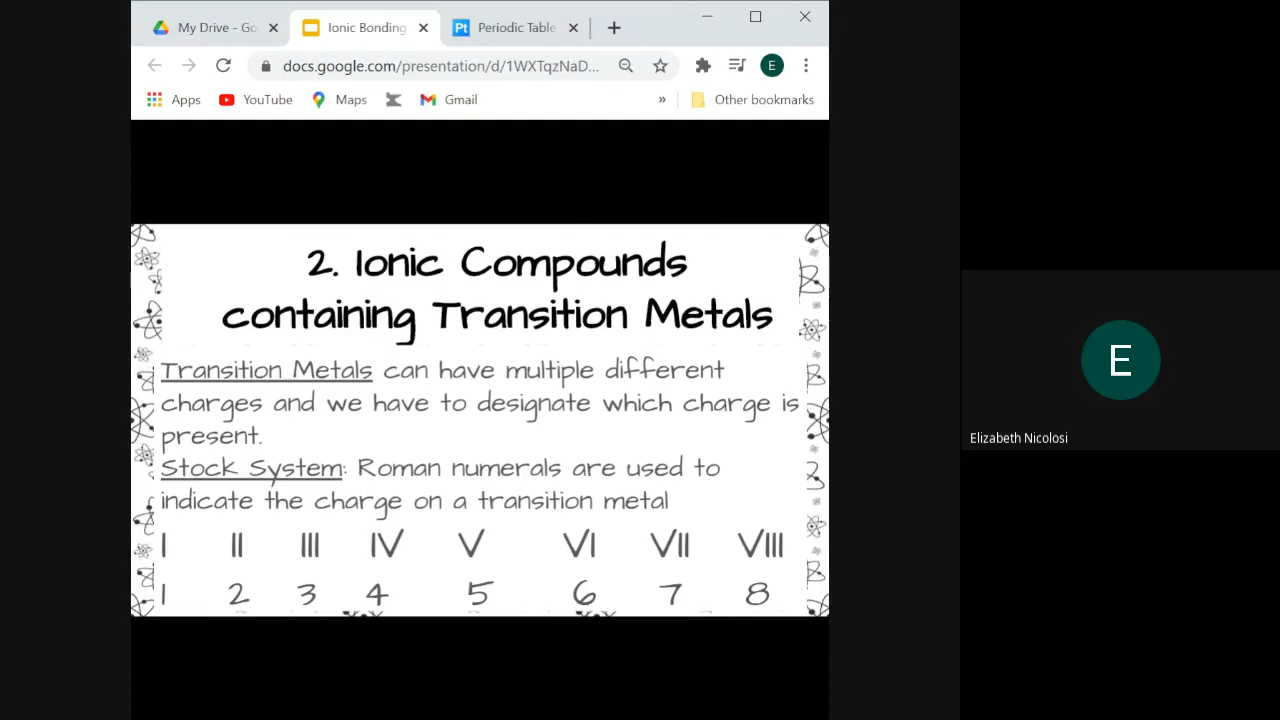 My Drive - Go
Ionic Bonding
Pt
Periodic Table
docs.google.com/presentation/d/1WXTqzNaD...
E
Apps
YouTube
Maps
Gmail
»
Other bookmarks
2. Ionic Compounds
containing Transition Metals
Transition Metals can have multiple different
charges and we have to designate which charge is
present.
Stock System: Roman numerals are used to
indicate the charge on a transition metal
I II III IV V VI VII VIII
1 2 3 4 5 6 7 8
E
Elizabeth Nicolosi